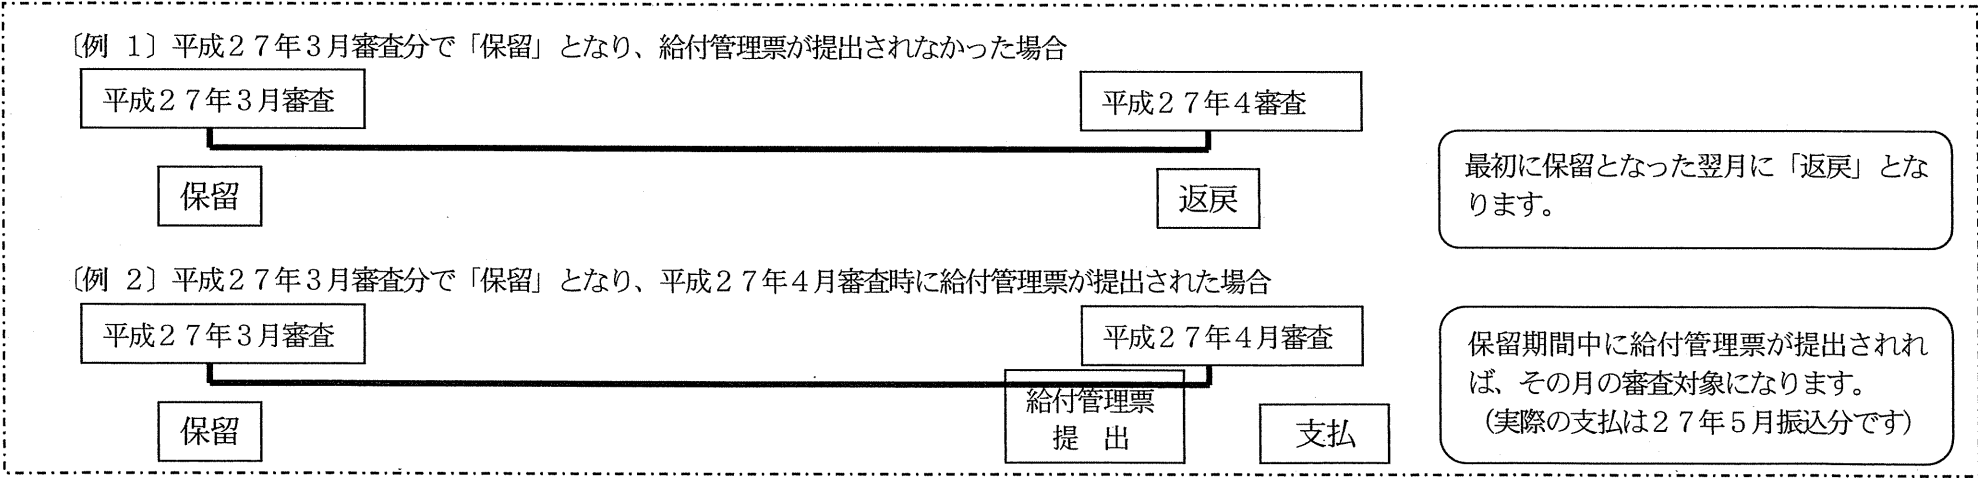 〔例 1〕平成２７年３月審査分で「保留」となり、給付管理票が提出されなかった場合
平成２７年３月審査
平成２７年４審査
保留
返戻
最初に保留となった翌月に「返戻」とな
ります。
〔例 2〕平成２７年３月審査分で「保留」となり、平成２７年４月審査時に給付管理票が提出された場合
平成２７年３月審査
平成２７年４月審査
保留
給付管理票
提 出
支払
保留期間中に給付管理票が提出されれ
ば、その月の審査対象になります。
（実際の支払は２７年５月振込分です）